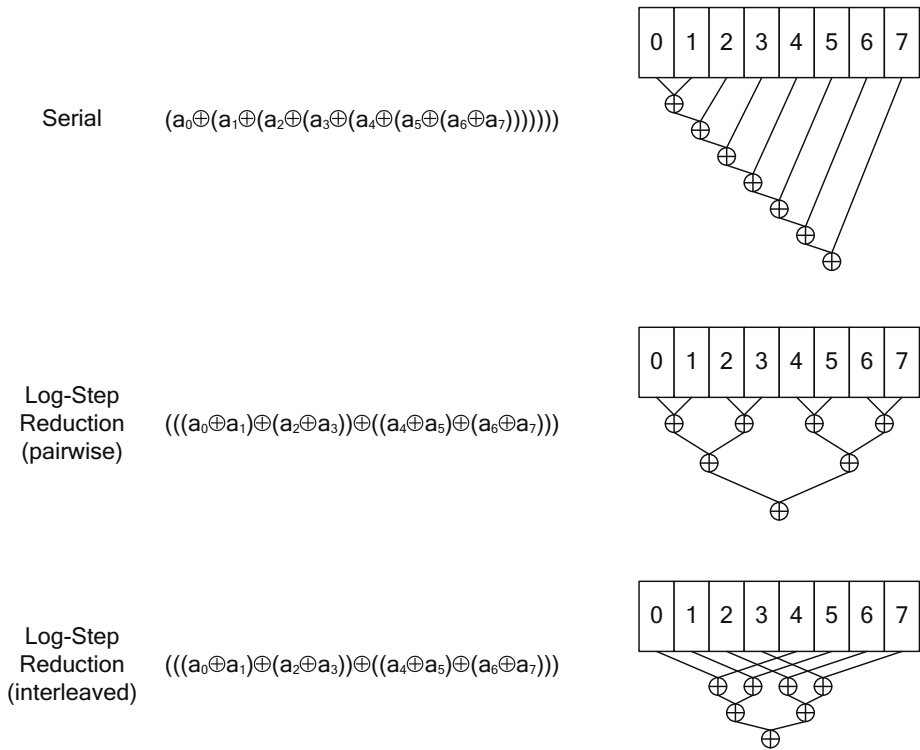 0 1 2 3 4 5 6 7
Serial
(a₀⊕(a₁⊕(a₂⊕(a₃⊕(a₄⊕(a₅⊕(a₆⊕a₇)))))))
0 1 2 3 4 5 6 7
Log-Step
Reduction
(pairwise)
(((a₀⊕a₁)⊕(a₂⊕a₃))⊕((a₄⊕a₅)⊕(a₆⊕a₇)))
0 1 2 3 4 5 6 7
Log-Step
Reduction
(interleaved)
(((a₀⊕a₁)⊕(a₂⊕a₃))⊕((a₄⊕a₅)⊕(a₆⊕a₇)))